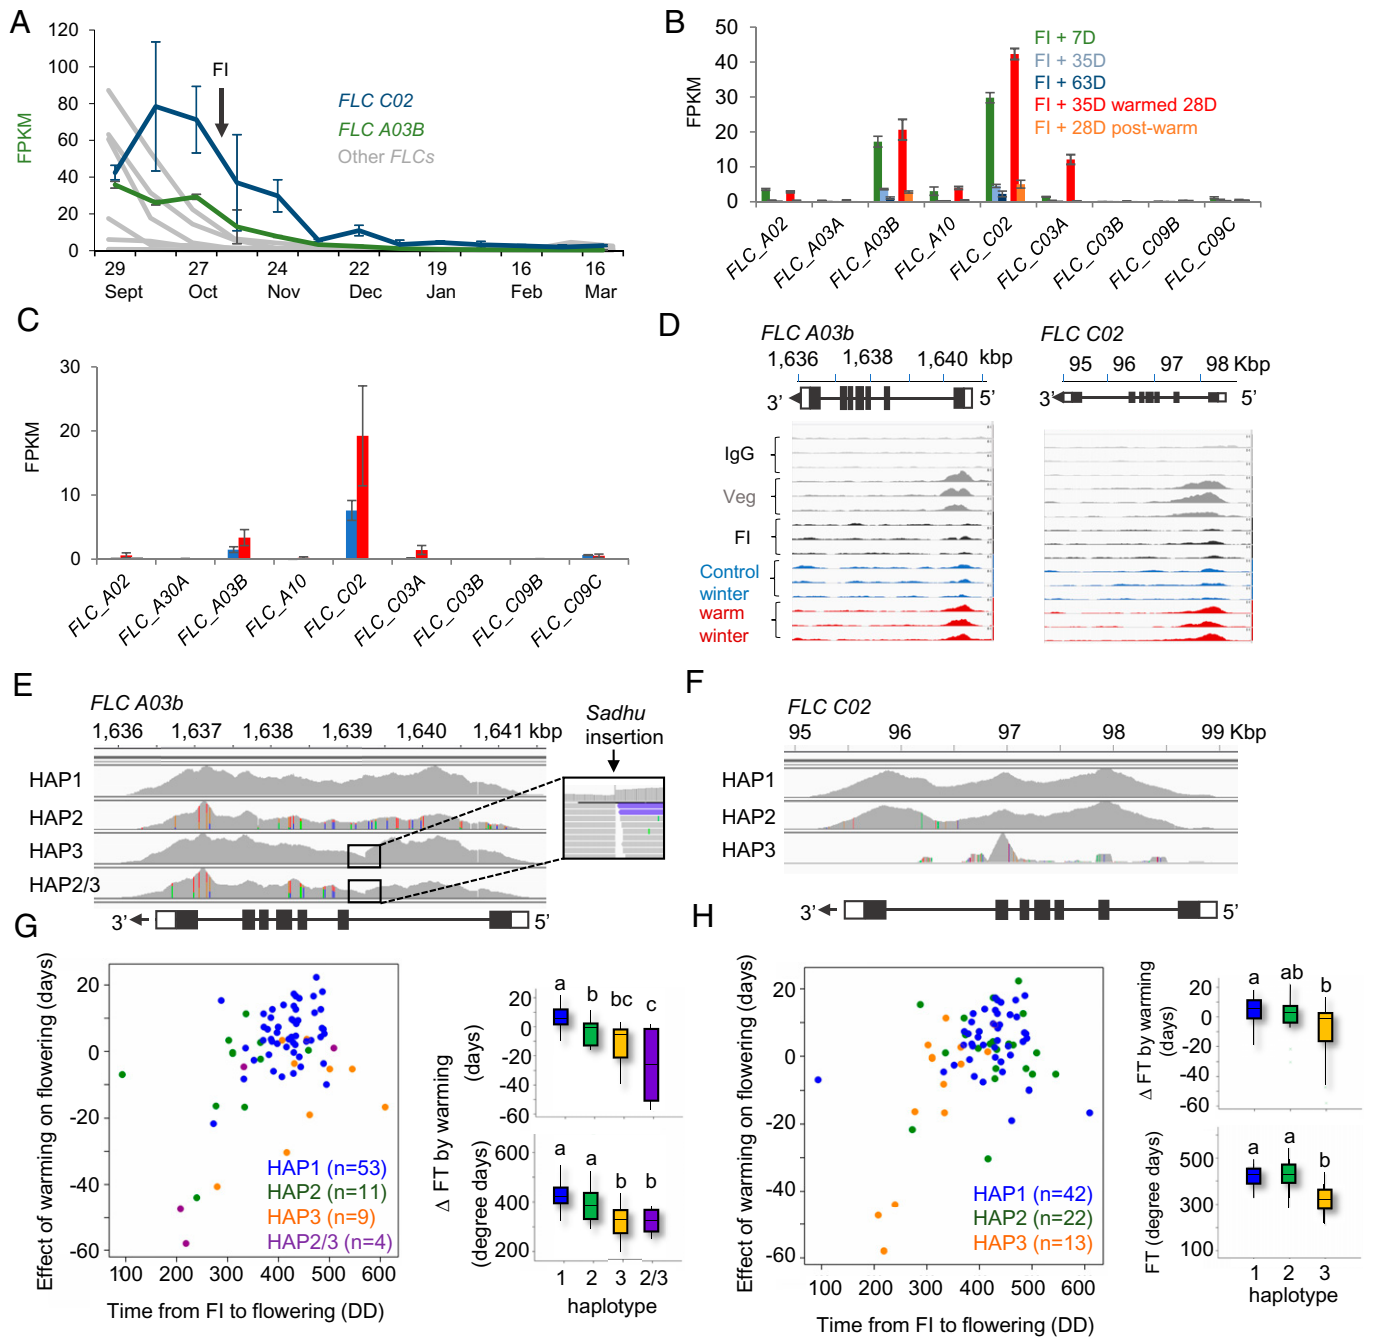 A
120
100
80
60
40
20
0
FPKM
FI
FLC C02
FLC A03B
Other FLCs
29 27 24 22 19 16 16
Sept Oct Nov Dec Jan Feb Mar
B
50
40
30
20
10
0
FPKM
FI + 7D
FI + 35D
FI + 63D
FI + 35D warmed 28D
FI + 28D post-warm
FLC_A02 FLC_A03A FLC_A03B FLC_A10 FLC_C02 FLC_C03A FLC_C03B FLC_C09B FLC_C09C
C
30
20
10
0
FPKM
FLC_A02 FLC_A30A FLC_A03B FLC_A10 FLC_C02 FLC_C03A FLC_C03B FLC_C09B FLC_C09C
D
FLC A03b
1,636 1,638 1,640 kbp
3’ 5’
FLC C02
95 96 97 98 Kbp
3’ 5’
IgG
Veg
FI
Control
winter
warm
winter
E
FLC A03b
1,636 1,637 1,638 1,639 1,640 1,641 kbp
Sadhu
insertion
HAP1
HAP2
HAP3
HAP2/3
3’ 5’
F
FLC C02
95 96 97 98 99 Kbp
HAP1
HAP2
HAP3
3’ 5’
G
Effect of warming on flowering (days)
20
0
-20
-40
-60
HAP1 (n=53)
HAP2 (n=11)
HAP3 (n=9)
HAP2/3 (n=4)
100 200 300 400 500 600
Time from FI to flowering (DD)
Δ FT by warming
(days)
20
0
-20
-40
-60
a b bc c
(degree days)
600
400
200
a a b b
1 2 3 2/3
haplotype
H
Effect of warming on flowering (days)
20
0
-20
-40
-60
HAP1 (n=42)
HAP2 (n=22)
HAP3 (n=13)
100 200 300 400 500 600
Time from FI to flowering (DD)
Δ FT by warming
(days)
20
0
-20
-40
-60
a ab b
FT (degree days)
500
300
100
a a b
1 2 3
haplotype